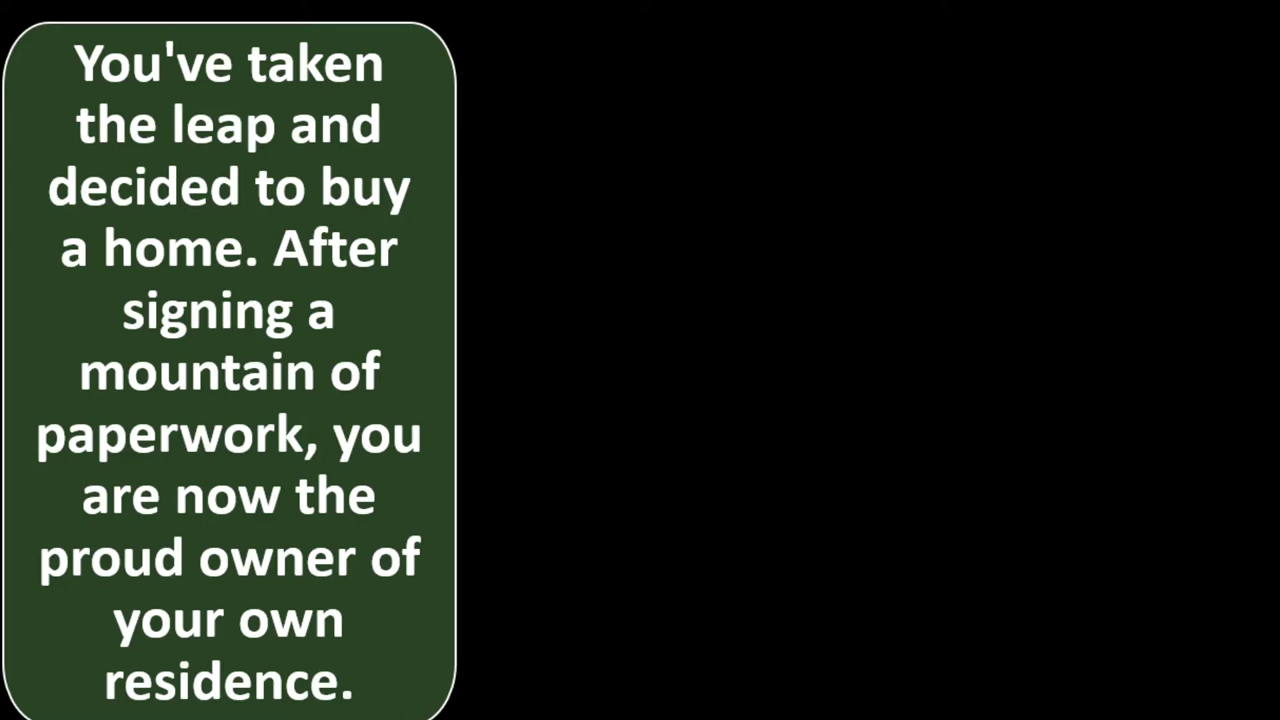 You've taken
the leap and
decided to buy
a home. After
signing a
mountain of
paperwork, you
are now the
proud owner of
your own
residence.